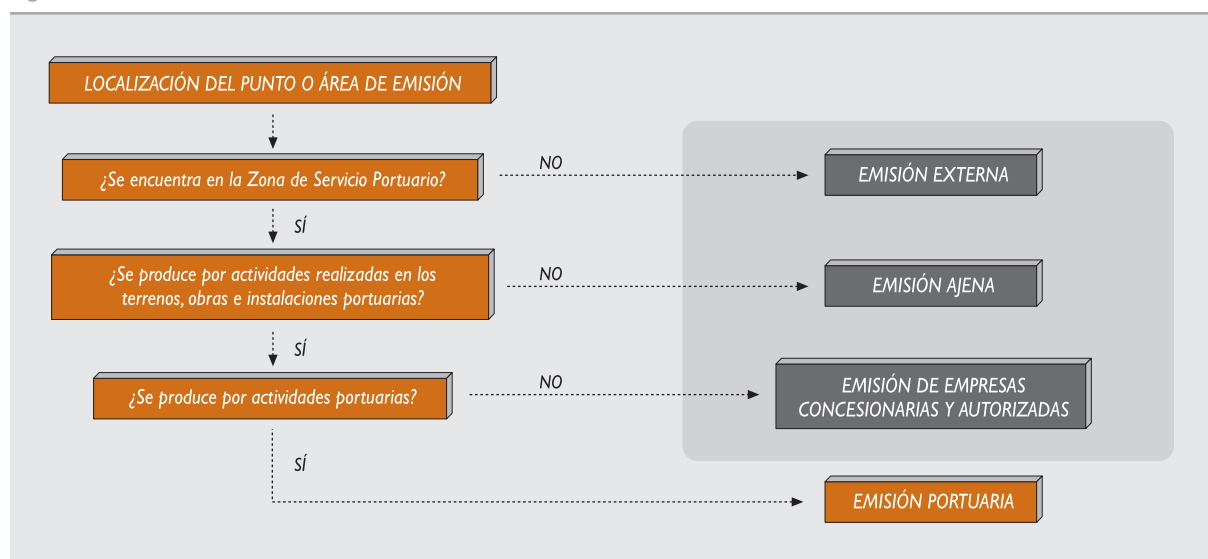 LOCALIZACIÓN DEL PUNTO O ÁREA DE EMISIÓN
¿Se encuentra en la Zona de Servicio Portuario?
NO
EMISIÓN EXTERNA
SÍ
¿Se produce por actividades realizadas en los
terrenos, obras e instalaciones portuarias?
NO
EMISIÓN AJENA
SÍ
¿Se produce por actividades portuarias?
NO
EMISIÓN DE EMPRESAS
CONCESIONARIAS Y AUTORIZADAS
SÍ
EMISIÓN PORTUARIA